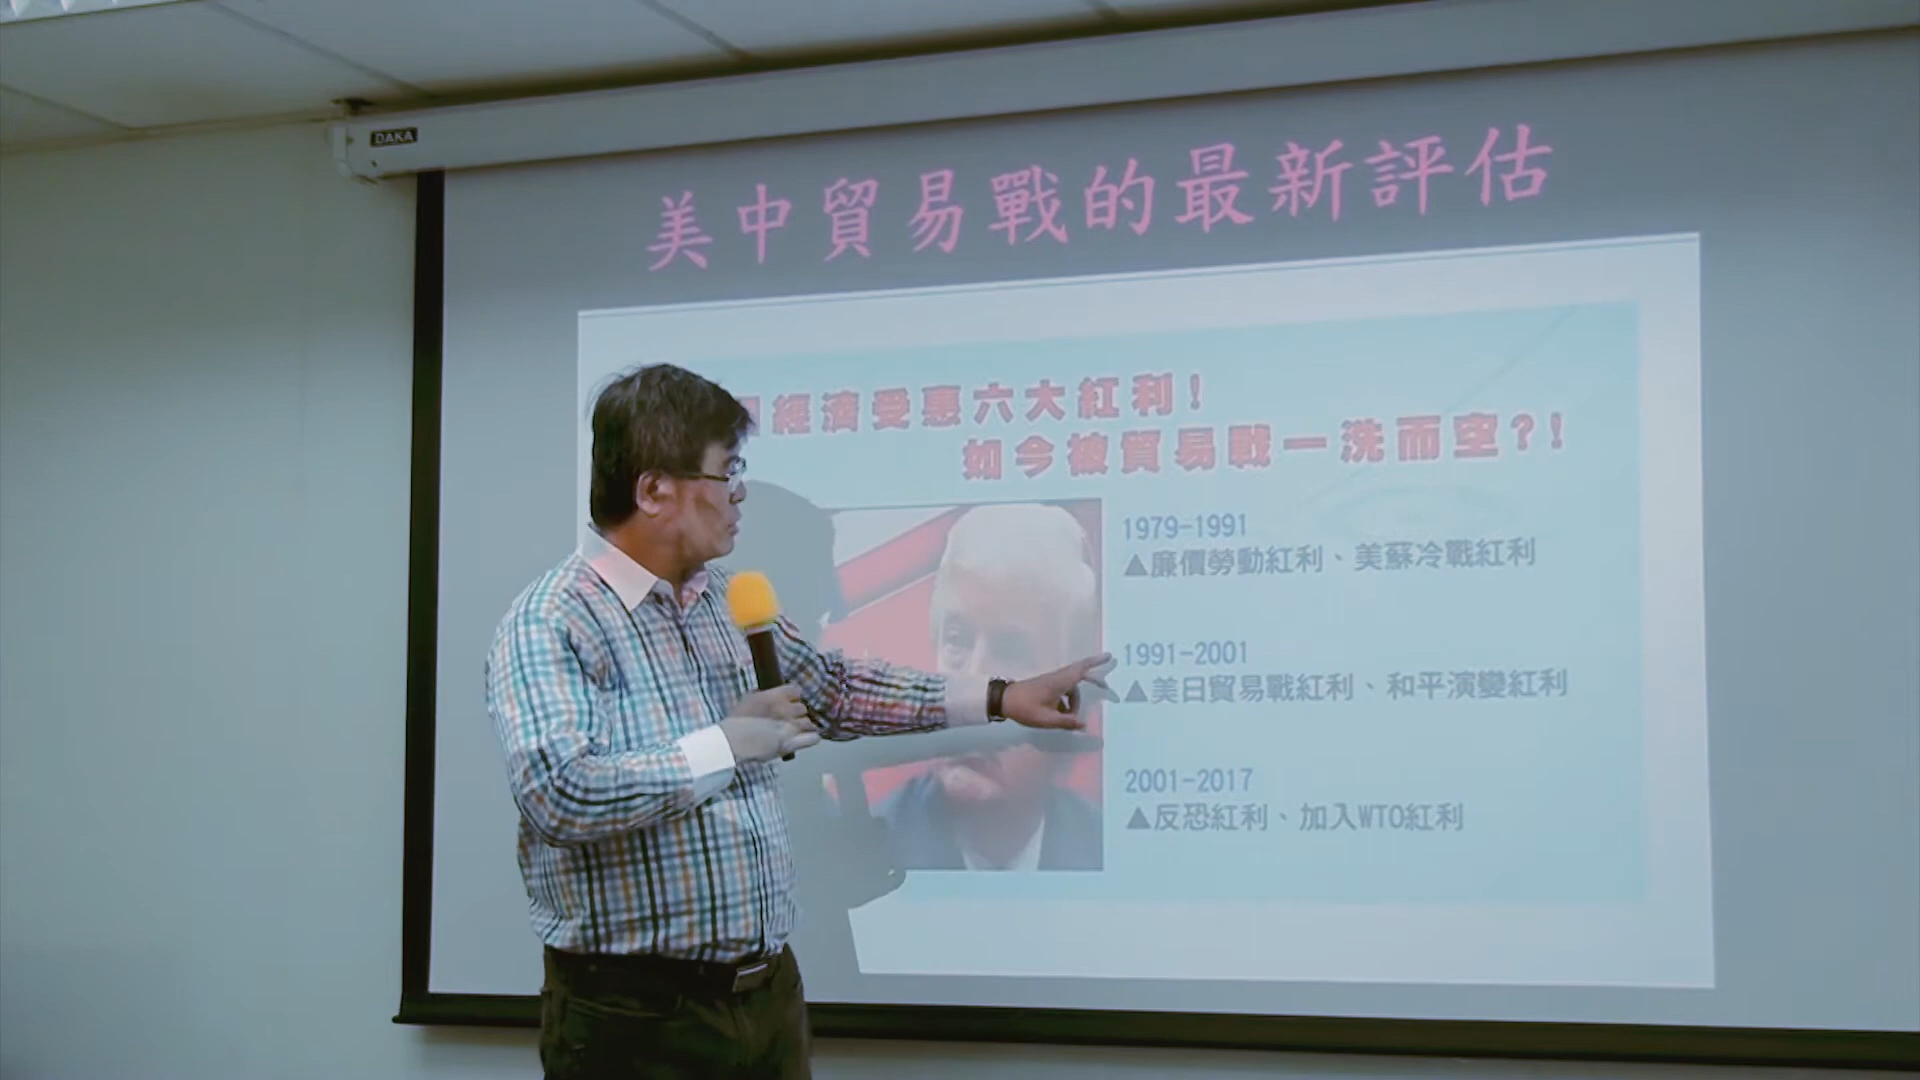 DAKA
美中貿易戰的最新評估
經濟受惠六大紅利!
如今被貿易戰一洗而空?!
1979-1991
▲廉價勞動紅利、美蘇冷戰紅利
1991-2001
▲美日貿易戰紅利、和平演變紅利
2001-2017
▲反恐紅利、加入WTO紅利